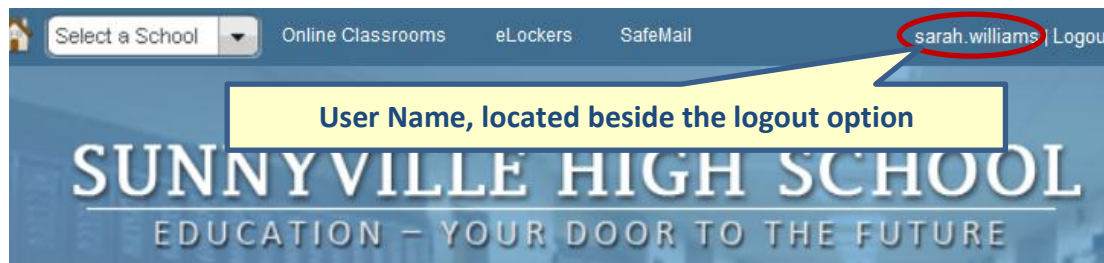 Select a School Online Classrooms eLockers SafeMail sarah.williams | Logou
User Name, located beside the logout option
SUNNYVILLE HIGH SCHOOL
EDUCATION – YOUR DOOR TO THE FUTURE